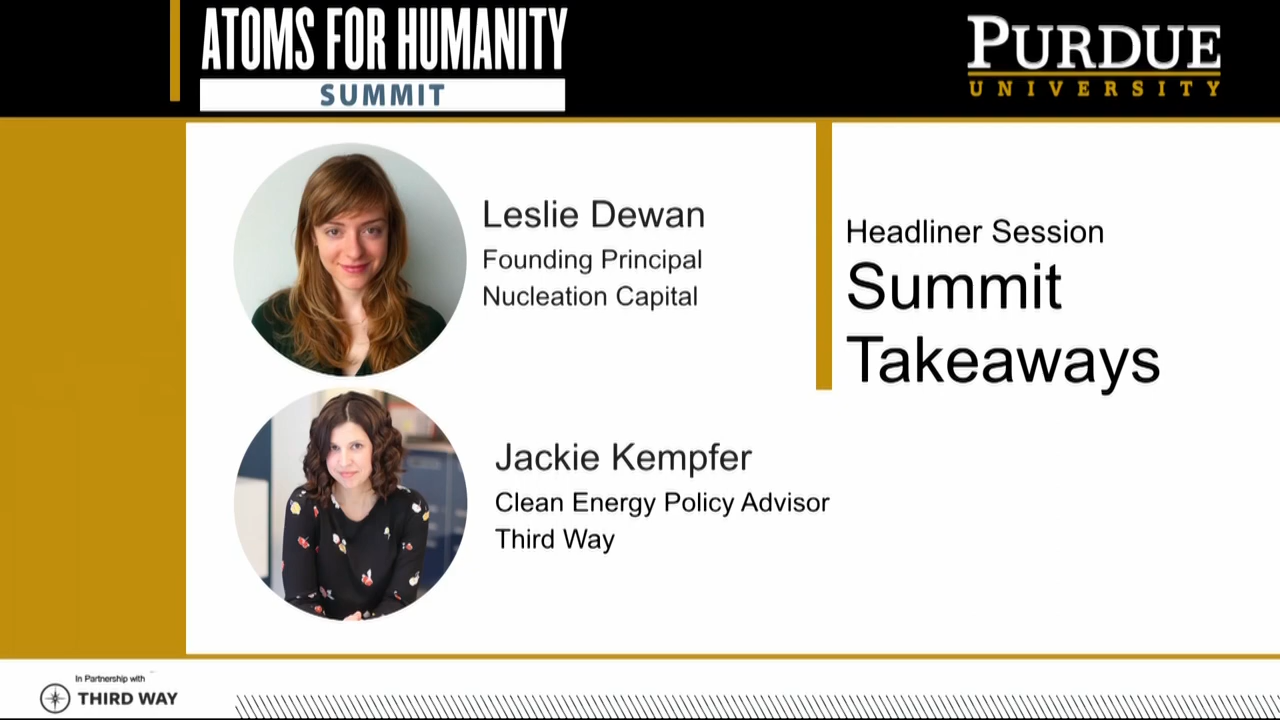 ATOMS FOR HUMANITY
SUMMIT
PURDUE
UNIVERSITY
Leslie Dewan
Founding Principal
Nucleation Capital
Jackie Kempfer
Clean Energy Policy Advisor
Third Way
Headliner Session
Summit
Takeaways
In Partnership with
THIRD WAY